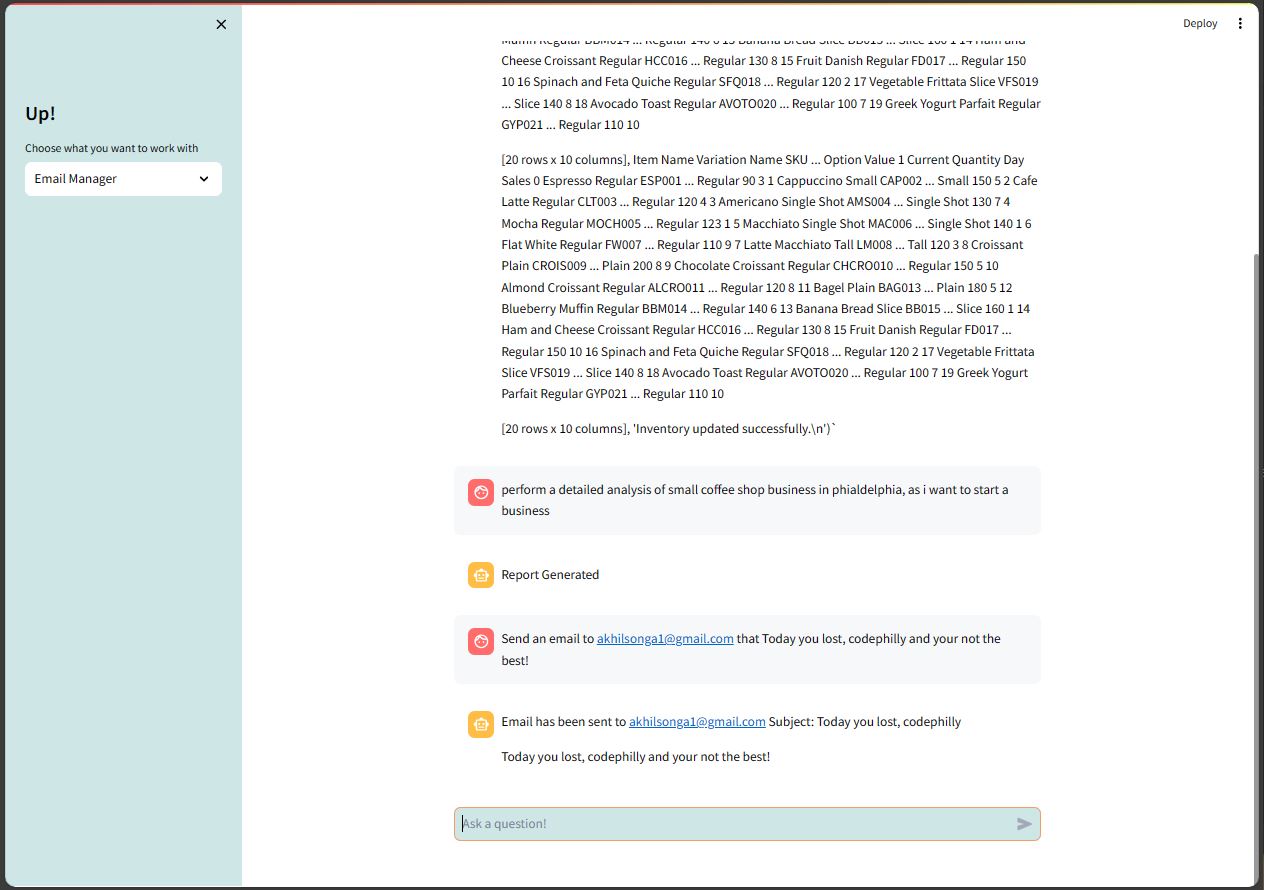 Deploy
Up!
Choose what you want to work with
Email Manager
Muffin Regular BBM014 ... Regular 140 6 13 Banana Bread Slice BB015 ... Slice 160 1 14 Ham and
Cheese Croissant Regular HCC016 ... Regular 130 8 15 Fruit Danish Regular FD017 ... Regular 150
10 16 Spinach and Feta Quiche Regular SFQ018 ... Regular 120 2 17 Vegetable Frittata Slice VFS019
... Slice 140 8 18 Avocado Toast Regular AVOTO020 ... Regular 100 7 19 Greek Yogurt Parfait Regular
GYP021 ... Regular 110 10
[20 rows x 10 columns], Item Name Variation Name SKU ... Option Value 1 Current Quantity Day
Sales 0 Espresso Regular ESP001 ... Regular 90 3 1 Cappuccino Small CAP002 ... Small 150 5 2 Cafe
Latte Regular CLT003 ... Regular 120 4 3 Americano Single Shot AMS004 ... Single Shot 130 7 4
Mocha Regular MOCH005 ... Regular 123 1 5 Macchiato Single Shot MAC006 ... Single Shot 140 1 6
Flat White Regular FW007 ... Regular 110 9 7 Latte Macchiato Tall LM008 ... Tall 120 3 8 Croissant
Plain CROIS009 ... Plain 200 8 9 Chocolate Croissant Regular CHCRO010 ... Regular 150 5 10
Almond Croissant Regular ALCRO011 ... Regular 120 8 11 Bagel Plain BAG013 ... Plain 180 5 12
Blueberry Muffin Regular BBM014 ... Regular 140 6 13 Banana Bread Slice BB015 ... Slice 160 1 14
Ham and Cheese Croissant Regular HCC016 ... Regular 130 8 15 Fruit Danish Regular FD017 ...
Regular 150 10 16 Spinach and Feta Quiche Regular SFQ018 ... Regular 120 2 17 Vegetable Frittata
Slice VFS019 ... Slice 140 8 18 Avocado Toast Regular AVOTO020 ... Regular 100 7 19 Greek Yogurt
Parfait Regular GYP021 ... Regular 110 10
[20 rows x 10 columns], 'Inventory updated successfully.\n')`
perform a detailed analysis of small coffee shop business in phialdelphia, as i want to start a
business
Report Generated
Send an email to akhilsonga1@gmail.com that Today you lost, codephilly and your not the
best!
Email has been sent to akhilsonga1@gmail.com Subject: Today you lost, codephilly
Today you lost, codephilly and your not the best!
Ask a question!